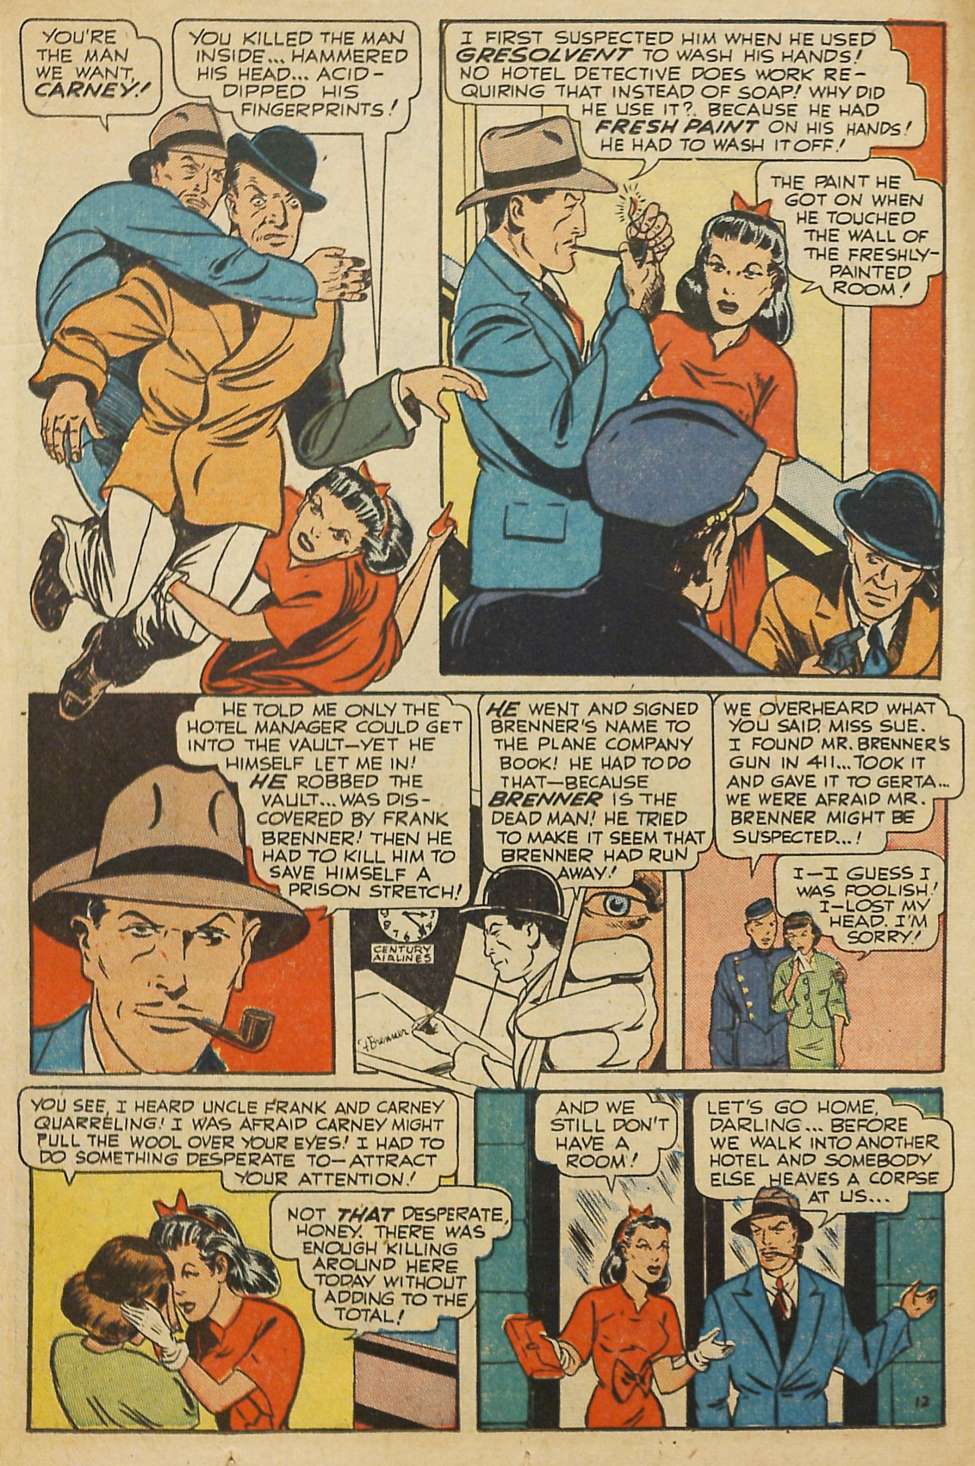 YOU'RE
THE MAN
WE WANT,
CARNEY!
YOU KILLED THE MAN
INSIDE... HAMMERED
HIS HEAD... ACID-
DIPPED HIS
FINGERPRINTS!
I FIRST SUSPECTED HIM WHEN HE USED
GRESOLVENT TO WASH HIS HANDS!
NO HOTEL DETECTIVE DOES WORK RE-
QUIRING THAT INSTEAD OF SOAP! WHY DID
HE USE IT? BECAUSE HE HAD
FRESH PAINT ON HIS HANDS!
HE HAD TO WASH IT OFF!
THE PAINT HE
GOT ON WHEN
HE TOUCHED
THE WALL OF
THE FRESHLY-
PAINTED
ROOM!
HE TOLD ME ONLY THE
HOTEL MANAGER COULD GET
INTO THE VAULT—YET HE
HIMSELF LET ME IN!
HE ROBBED THE
VAULT... WAS DIS-
COVERED BY FRANK
BRENNER! THEN HE
HAD TO KILL HIM TO
SAVE HIMSELF A
PRISON STRETCH!
HE WENT AND SIGNED
BRENNER'S NAME TO
THE PLANE COMPANY
BOOK! HE HAD TO DO
THAT—BECAUSE
BRENNER IS THE
DEAD MAN! HE TRIED
TO MAKE IT SEEM THAT
BRENNER HAD RUN
AWAY!
CENTURY
AIRLINES
F Brenner
WE OVERHEARD WHAT
YOU SAID, MISS SUE.
I FOUND MR. BRENNER'S
GUN IN 411... TOOK IT
AND GAVE IT TO GERTA...
WE WERE AFRAID MR.
BRENNER MIGHT BE
SUSPECTED...!
I—I GUESS I
WAS FOOLISH!
I—LOST MY
HEAD. I'M
SORRY!
YOU SEE, I HEARD UNCLE FRANK AND CARNEY
QUARRELING! I WAS AFRAID CARNEY MIGHT
PULL THE WOOL OVER YOUR EYES! I HAD TO
DO SOMETHING DESPERATE TO—ATTRACT
YOUR ATTENTION!
NOT THAT DESPERATE,
HONEY. THERE WAS
ENOUGH KILLING
AROUND HERE
TODAY WITHOUT
ADDING TO THE
TOTAL!
AND WE
STILL DON'T
HAVE A
ROOM!
LET'S GO HOME,
DARLING... BEFORE
WE WALK INTO ANOTHER
HOTEL AND SOMEBODY
ELSE HEAVES A CORPSE
AT US...
12